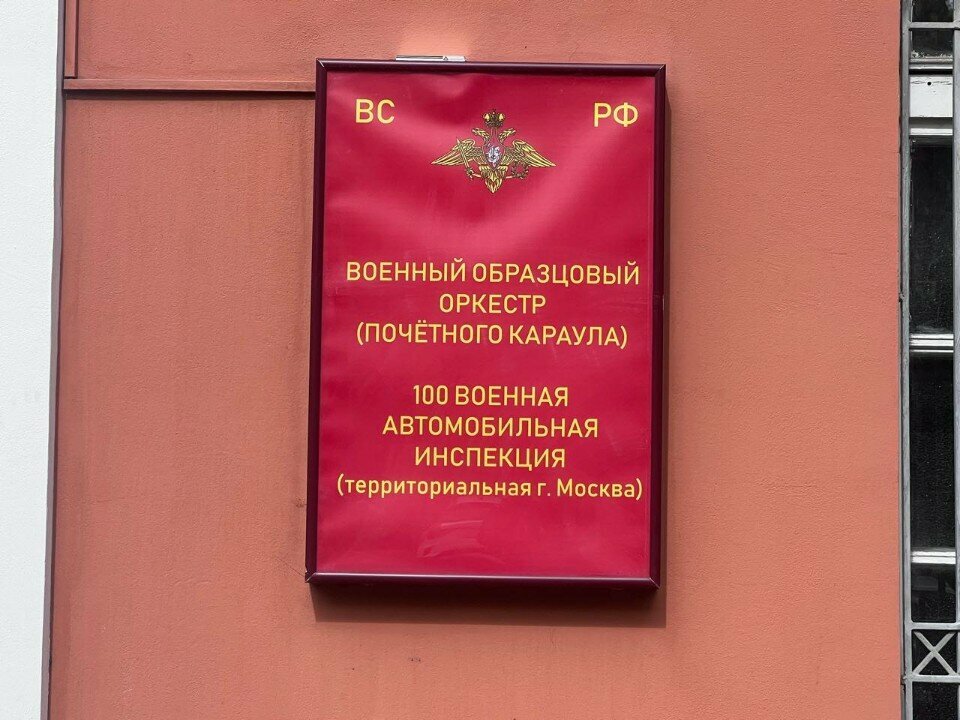 ВС РФ
ВОЕННЫЙ ОБРАЗЦОВЫЙ
ОРКЕСТР
(ПОЧЁТНОГО КАРАУЛА)
100 ВОЕННАЯ
АВТОМОБИЛЬНАЯ
ИНСПЕКЦИЯ
(территориальная г. Москва)